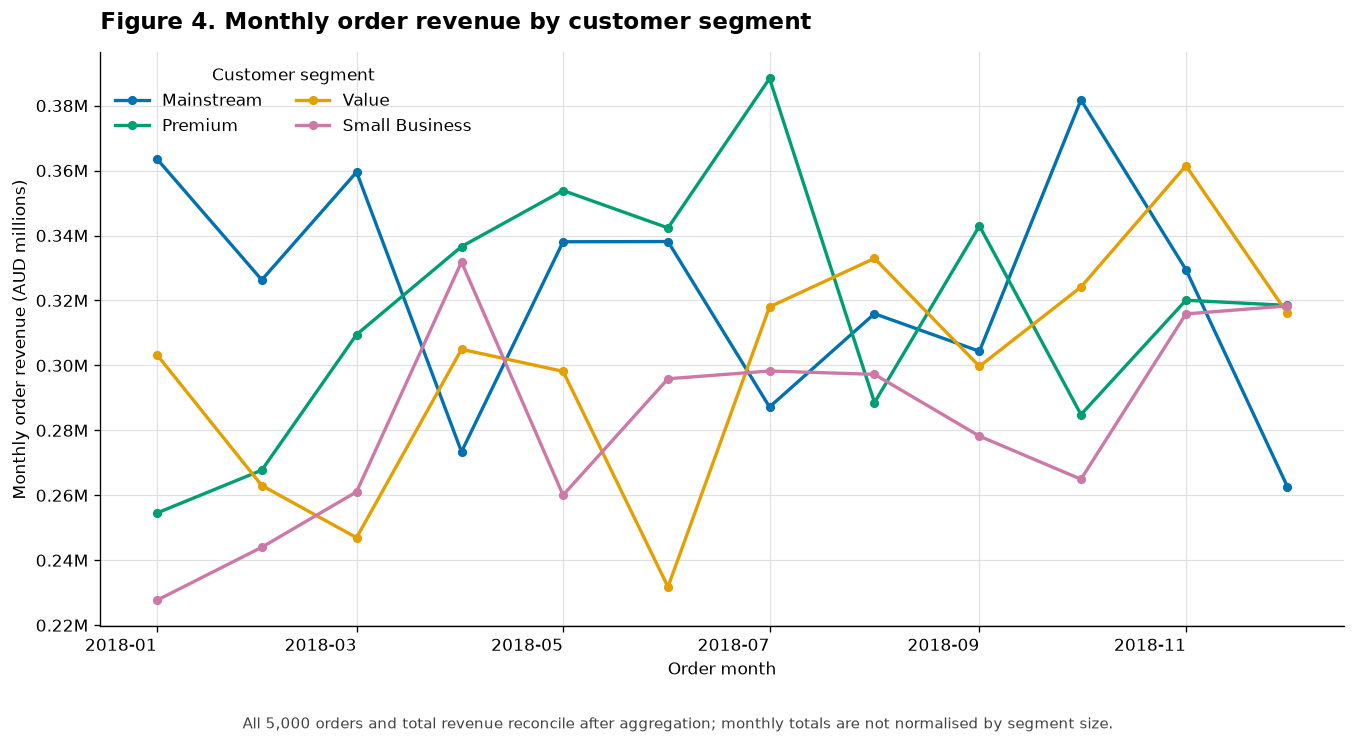 Figure 4. Monthly order revenue by customer segment
Customer segment
Mainstream
Premium
Value
Small Business
Monthly order revenue (AUD millions)
0.38M
0.36M
0.34M
0.32M
0.30M
0.28M
0.26M
0.24M
0.22M
2018-01
2018-03
2018-05
2018-07
2018-09
2018-11
Order month
All 5,000 orders and total revenue reconcile after aggregation; monthly totals are not normalised by segment size.